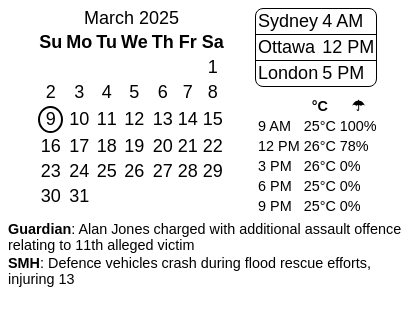 March 2025
Su Mo Tu We Th Fr Sa
1
2 3 4 5 6 7 8
9 10 11 12 13 14 15
16 17 18 19 20 21 22
23 24 25 26 27 28 29
30 31
Sydney 4 AM
Ottawa 12 PM
London 5 PM
°C ☂
9 AM 25°C 100%
12 PM 26°C 78%
3 PM 26°C 0%
6 PM 25°C 0%
9 PM 25°C 0%
Guardian: Alan Jones charged with additional assault offence
relating to 11th alleged victim
SMH: Defence vehicles crash during flood rescue efforts,
injuring 13